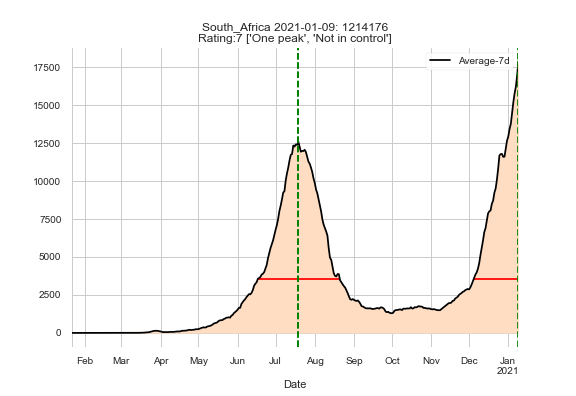 South_Africa 2021-01-09: 1214176
Rating:7 ['One peak', 'Not in control']
Average-7d
17500
15000
12500
10000
7500
5000
2500
0
Feb Mar Apr May Jun Jul Aug Sep Oct Nov Dec Jan
2021
Date